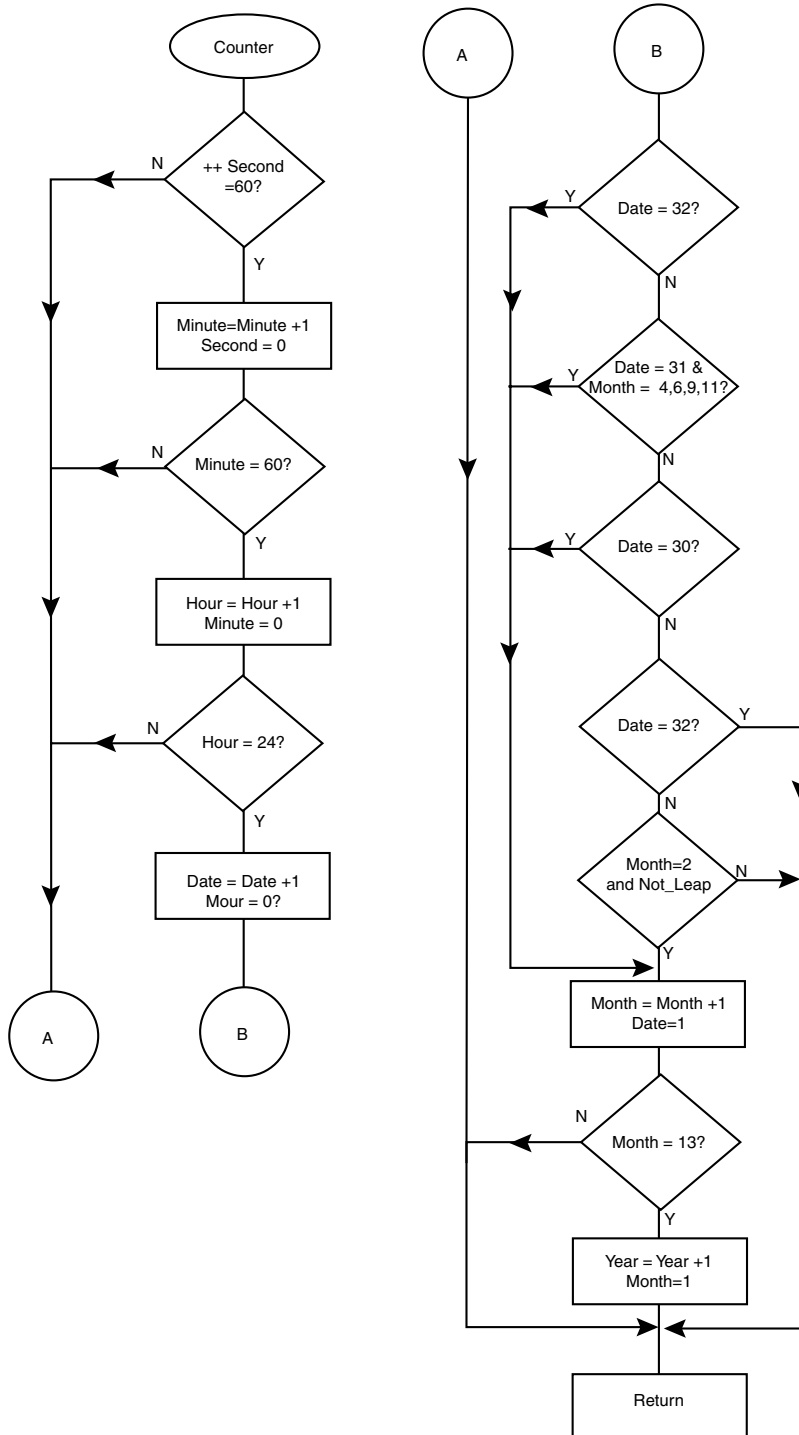 Counter
++ Second
=60?
N
Y
Minute=Minute +1
Second = 0
N
Minute = 60?
Y
Hour = Hour +1
Minute = 0
N
Hour = 24?
Y
Date = Date +1
Mour = 0?
A
B
A
B
Y
Date = 32?
N
Y
Date = 31 &
Month = 4,6,9,11?
N
Y
Date = 30?
N
Date = 32?
Y
N
Month=2
and Not_Leap
N
Y
Month = Month +1
Date=1
N
Month = 13?
Y
Year = Year +1
Month=1
Return